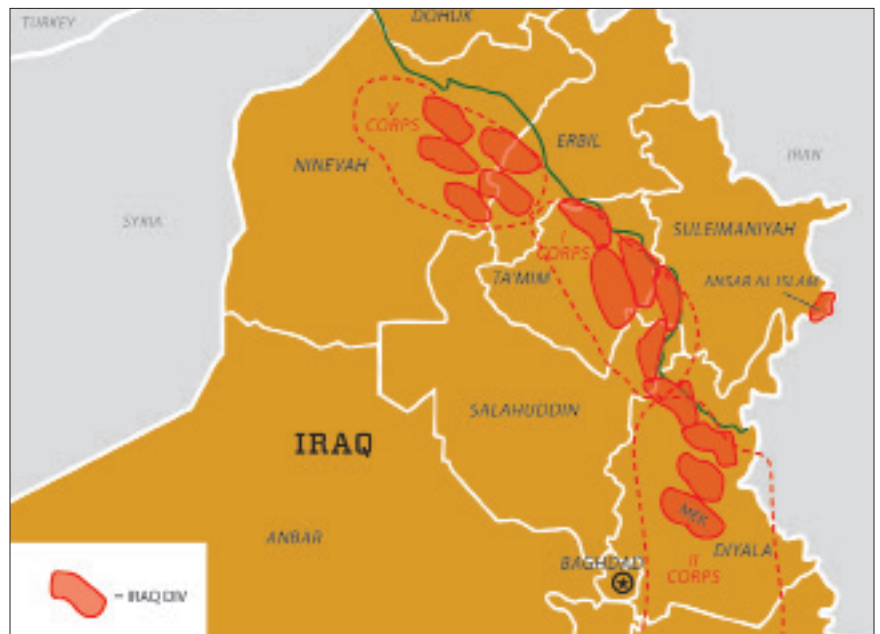 TURKEY
DOHUK
V
CORPS
ERBIL
NINEVAH
IRAN
SYRIA
SULEIMANIYAH
I
CORPS
TA'MIM
ANSAR AL ISLAM
SALAHUDDIN
IRAQ
MEK
ANBAR
DIYALA
BAGHDAD
II
CORPS
= IRAQ DIV